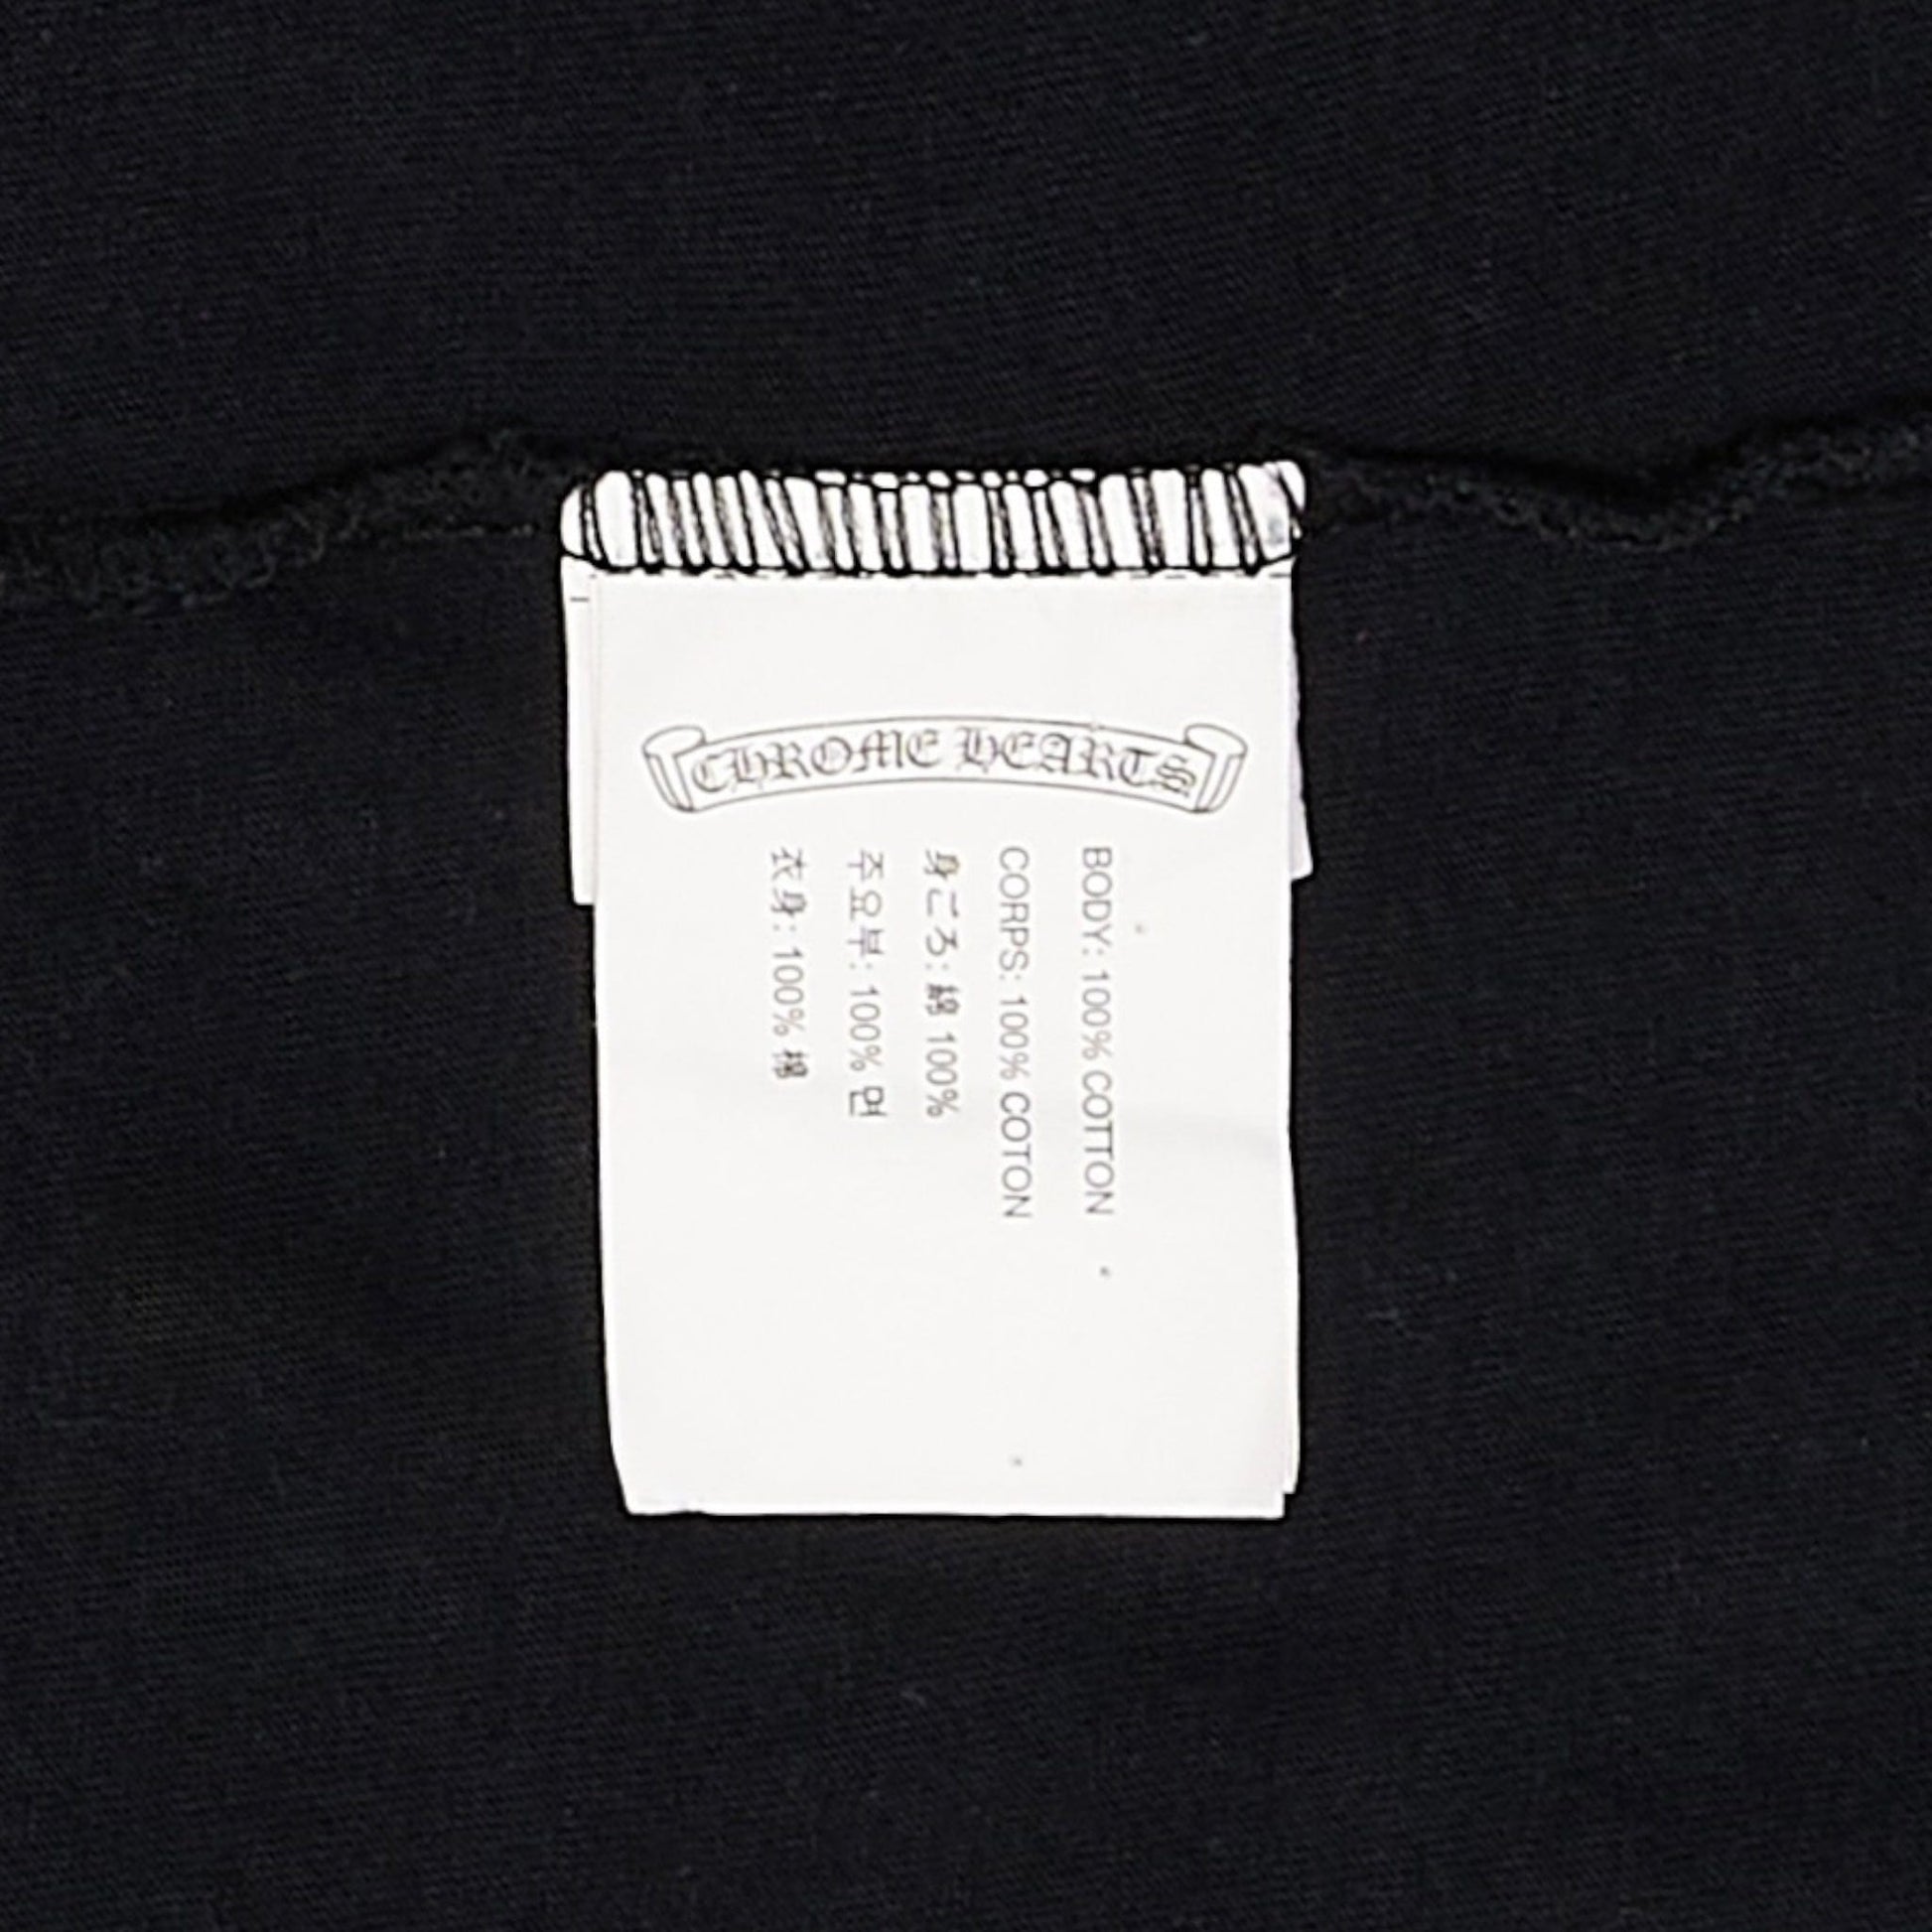 CHROME HEARTS
BODY: 100% COTTON
CORPS: 100% COTON
身ごろ: 綿 100%
주요부: 100% 면
衣身: 100% 棉